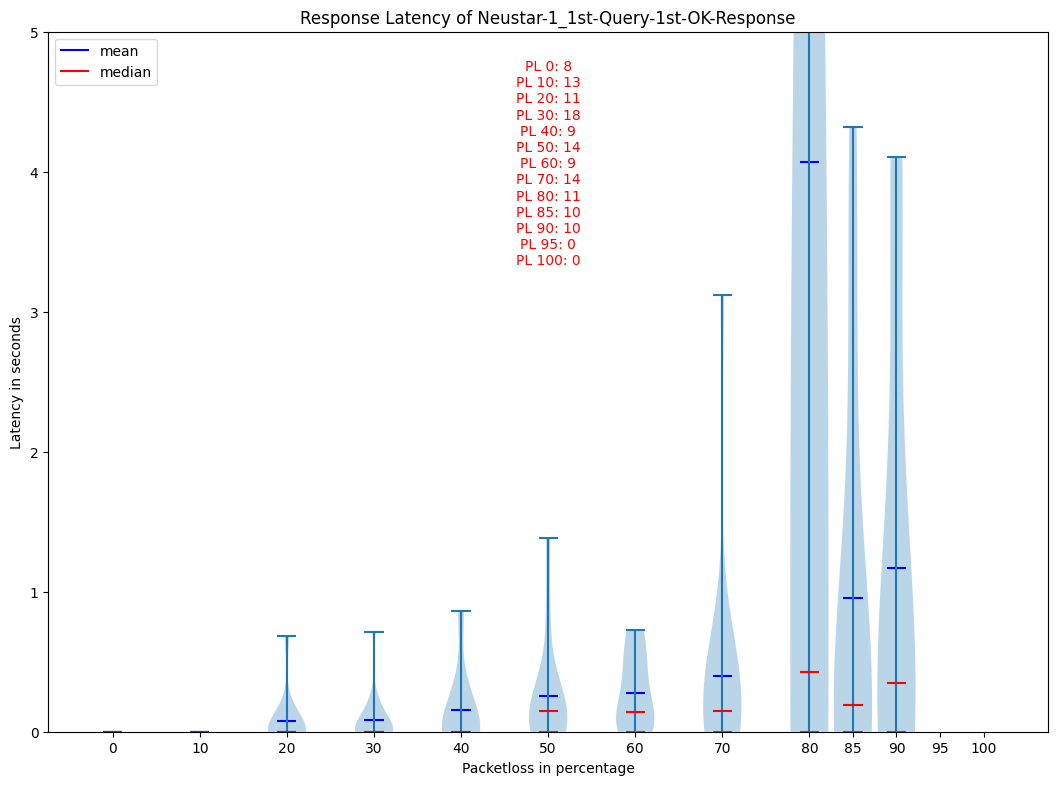 Response Latency of Neustar-1_1st-Query-1st-OK-Response
mean
median
PL 0: 8
PL 10: 13
PL 20: 11
PL 30: 18
PL 40: 9
PL 50: 14
PL 60: 9
PL 70: 14
PL 80: 11
PL 85: 10
PL 90: 10
PL 95: 0
PL 100: 0
Latency in seconds
5
4
3
2
1
0
0 10 20 30 40 50 60 70 80 85 90 95 100
Packetloss in percentage